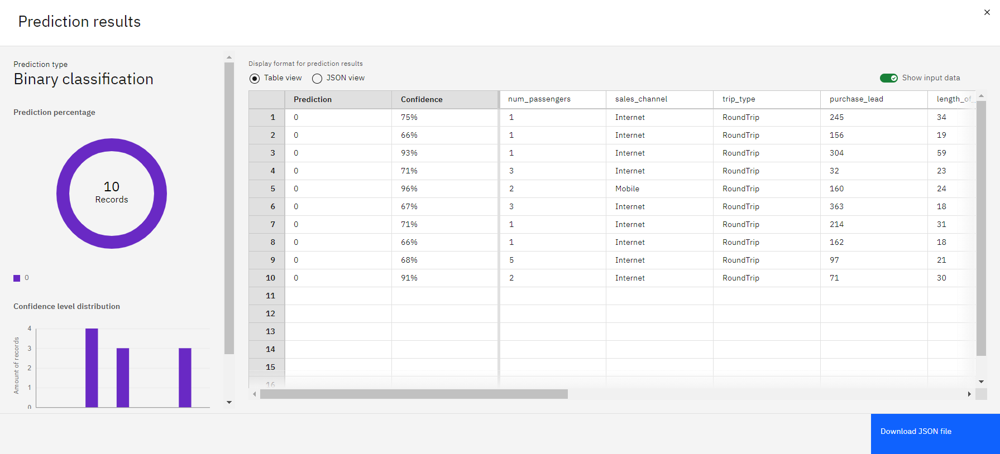 Prediction results
Prediction type
Binary classification
Prediction percentage
10
Records
0
Confidence level distribution
Amount of records
4
3
2
1
0
Display format for prediction results
Table view JSON view
Show input data
Prediction Confidence num_passengers sales_channel trip_type purchase_lead length_of_
1 0 75% 1 Internet RoundTrip 245 34
2 0 66% 1 Internet RoundTrip 156 19
3 0 93% 1 Internet RoundTrip 304 59
4 0 71% 3 Internet RoundTrip 32 23
5 0 96% 2 Mobile RoundTrip 160 24
6 0 67% 3 Internet RoundTrip 363 18
7 0 71% 1 Internet RoundTrip 214 31
8 0 66% 1 Internet RoundTrip 162 18
9 0 68% 5 Internet RoundTrip 97 21
10 0 91% 2 Internet RoundTrip 71 30
11
12
13
14
15
16
Download JSON file